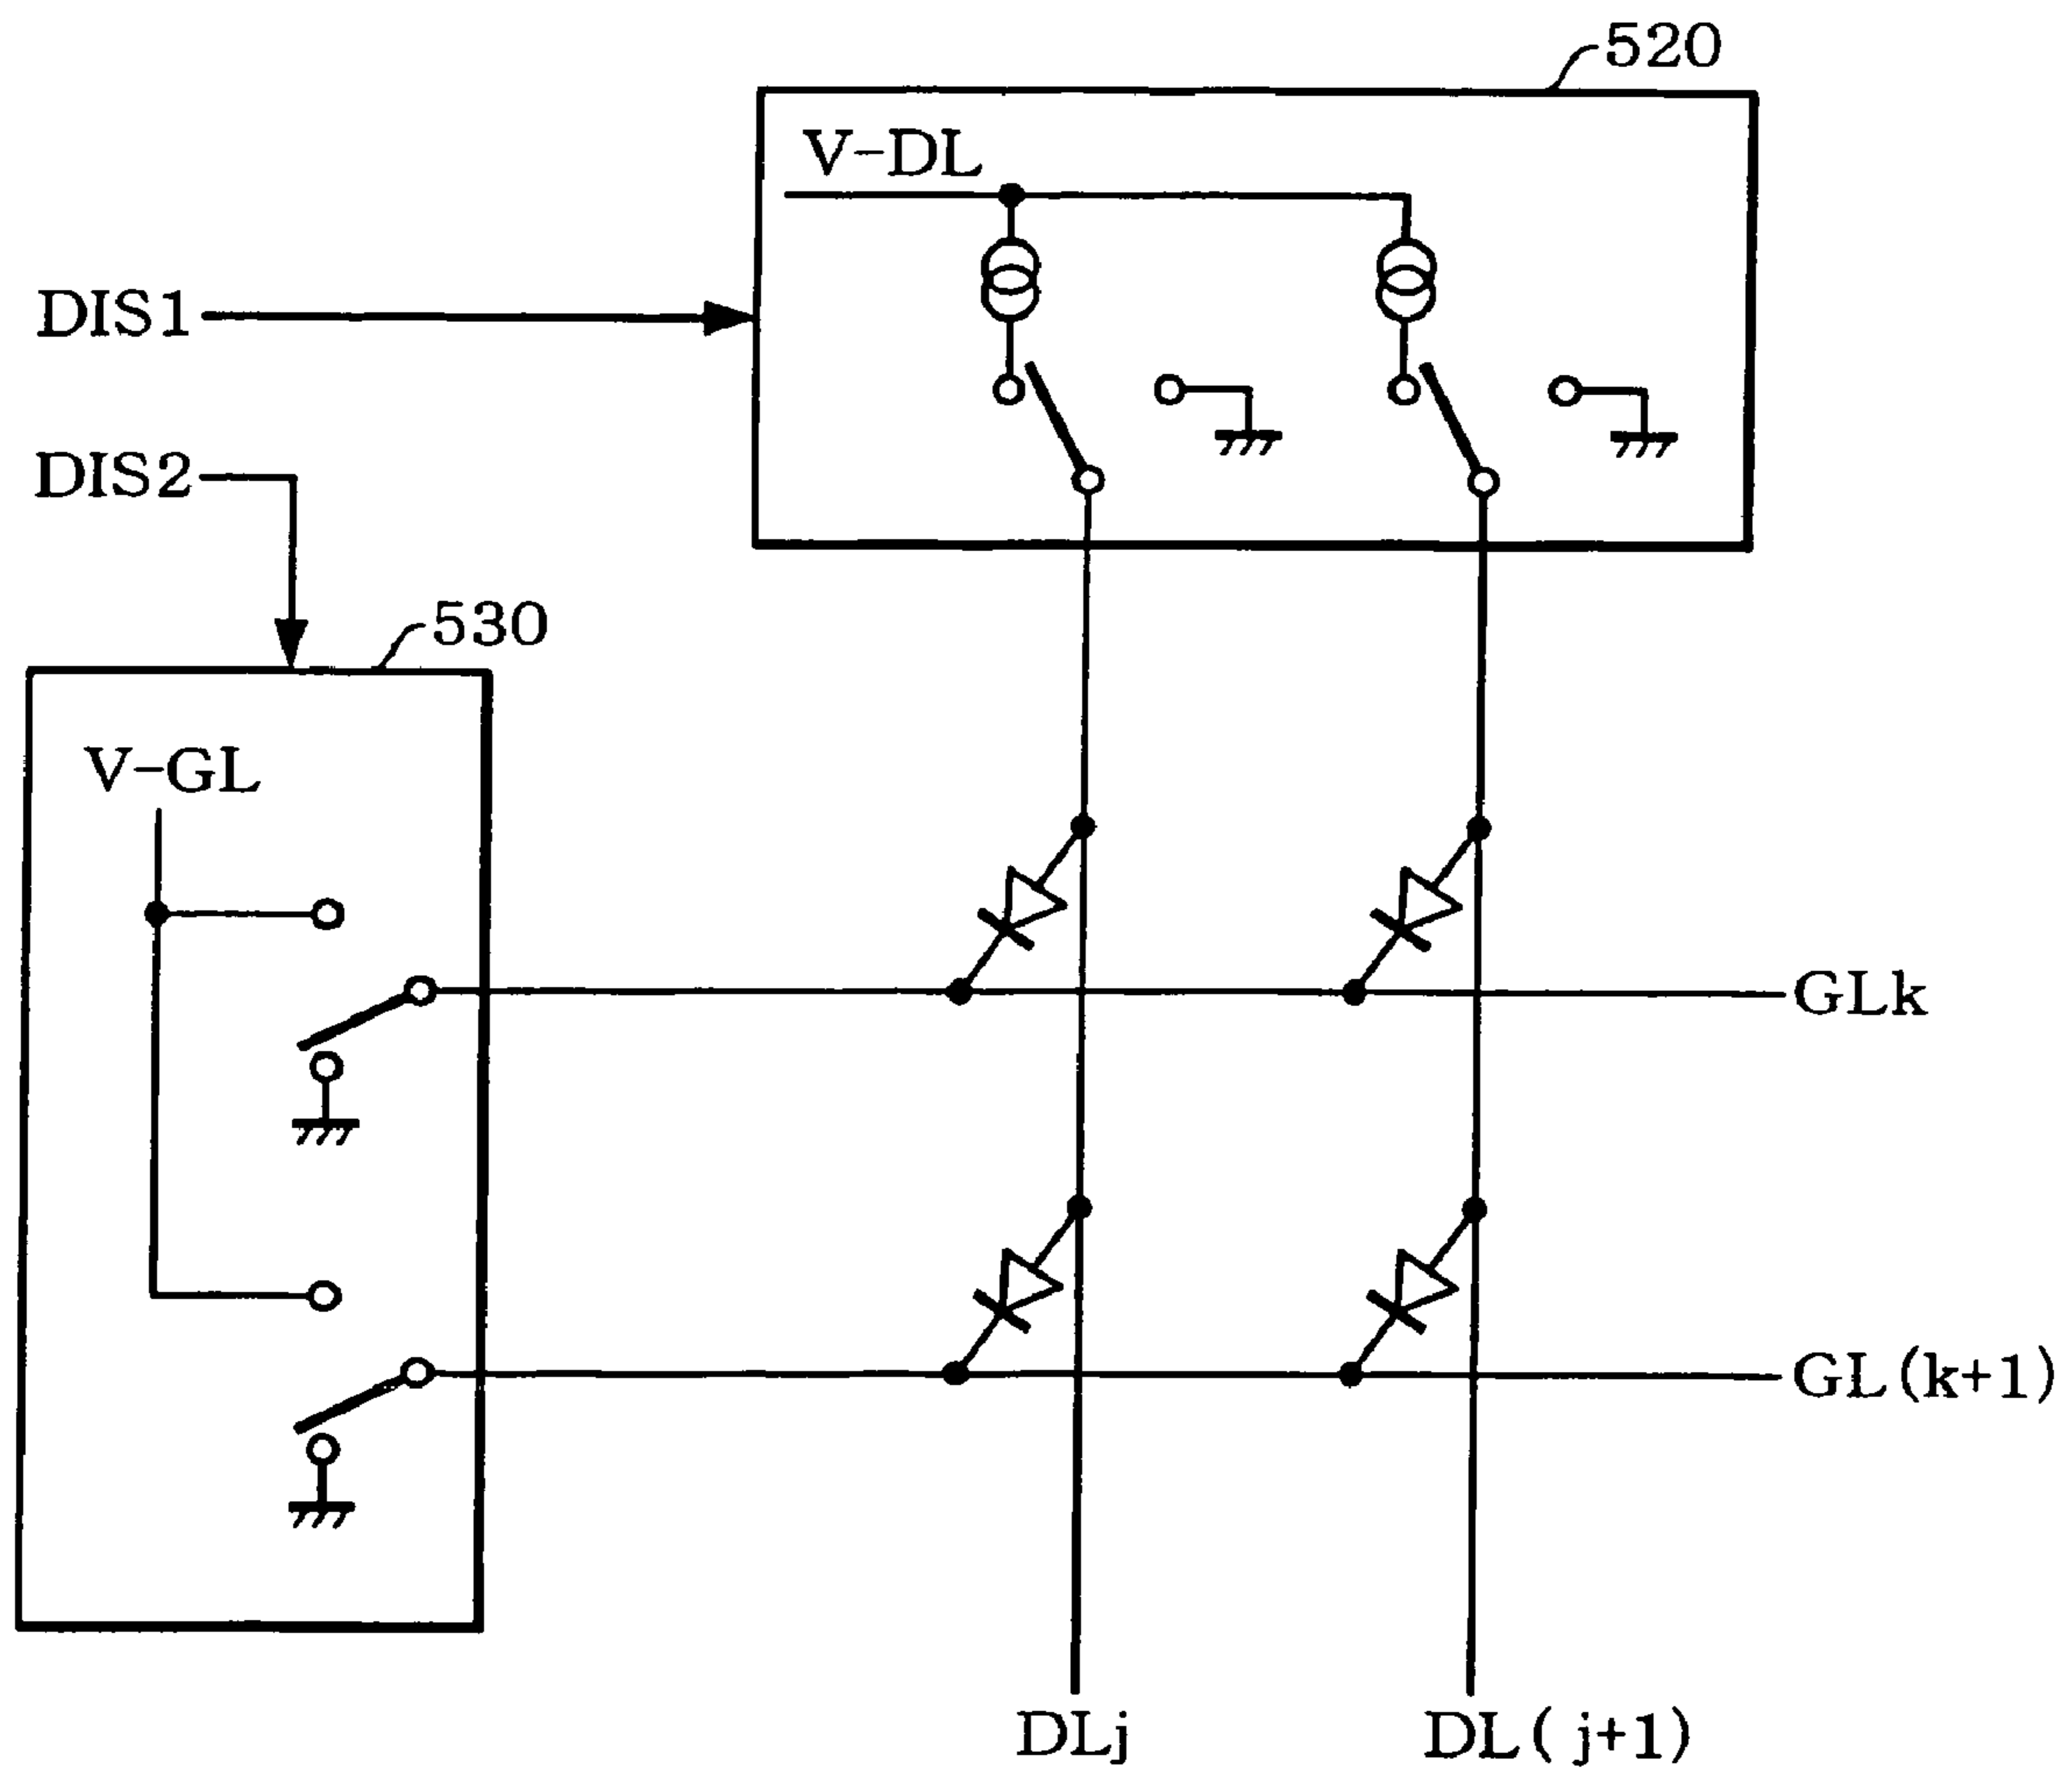 520
V-DL
DIS1
DIS2
530
V-GL
GLk
GL(k+1)
DLj
DL(j+1)